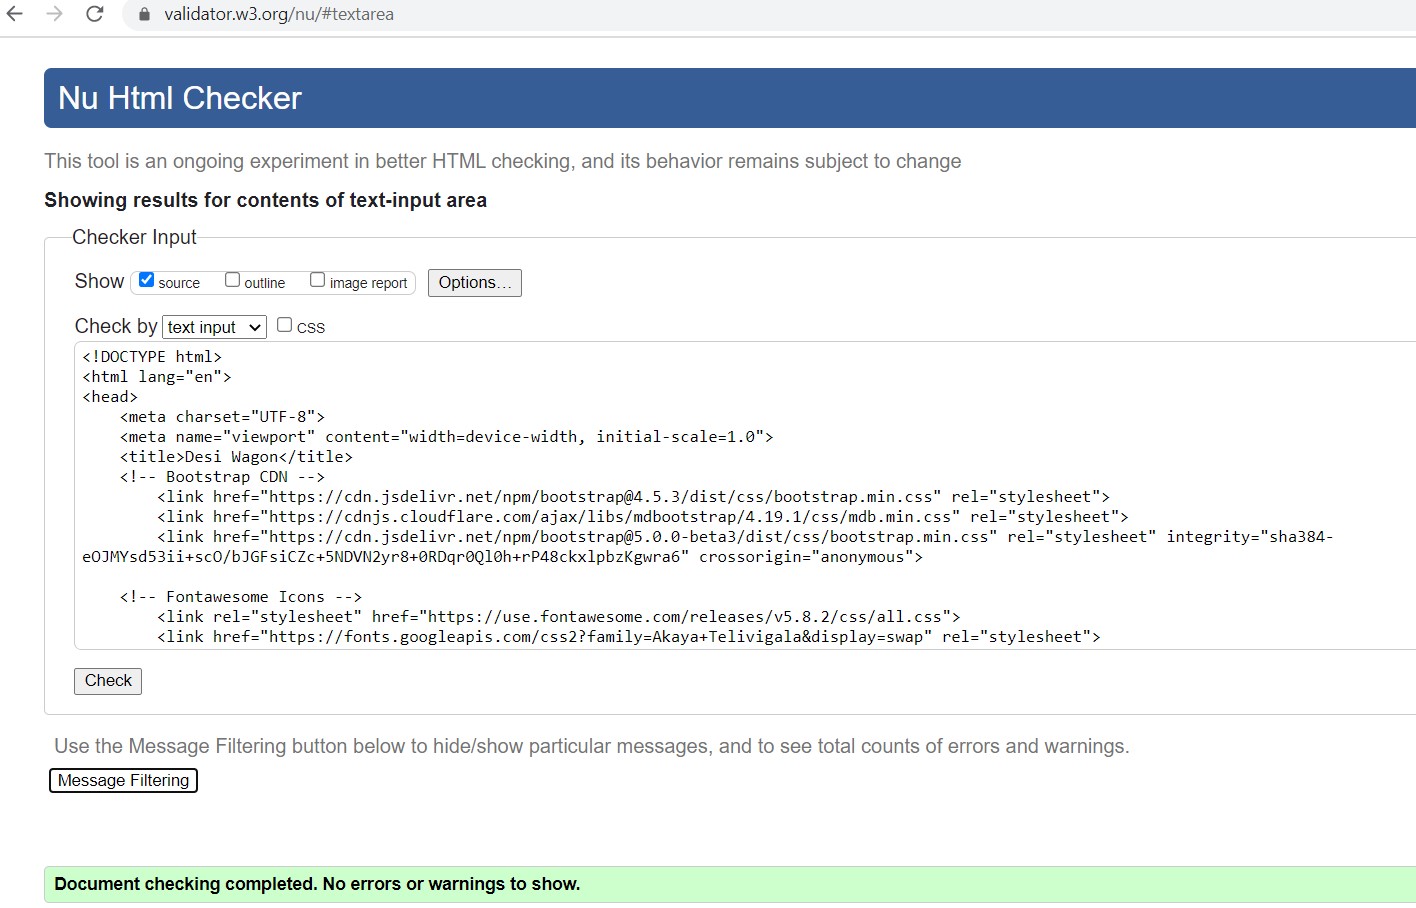 validator.w3.org/nu/#textarea
Nu Html Checker
This tool is an ongoing experiment in better HTML checking, and its behavior remains subject to change
Showing results for contents of text-input area
Checker Input
Show source outline image report Options...
Check by text input CSS
<!DOCTYPE html>
<html lang="en">
<head>
    <meta charset="UTF-8">
    <meta name="viewport" content="width=device-width, initial-scale=1.0">
    <title>Desi Wagon</title>
    <!-- Bootstrap CDN -->
        <link href="https://cdn.jsdelivr.net/npm/bootstrap@4.5.3/dist/css/bootstrap.min.css" rel="stylesheet">
        <link href="https://cdnjs.cloudflare.com/ajax/libs/mdbootstrap/4.19.1/css/mdb.min.css" rel="stylesheet">
        <link href="https://cdn.jsdelivr.net/npm/bootstrap@5.0.0-beta3/dist/css/bootstrap.min.css" rel="stylesheet" integrity="sha384-
eOJMYsd53ii+scO/bJGFsiCZc+5NDVN2yr8+0RDqr0Ql0h+rP48ckxlpbzKgwra6" crossorigin="anonymous">
    <!-- Fontawesome Icons -->
        <link rel="stylesheet" href="https://use.fontawesome.com/releases/v5.8.2/css/all.css">
        <link href="https://fonts.googleapis.com/css2?family=Akaya+Telivigala&display=swap" rel="stylesheet">
Check
Use the Message Filtering button below to hide/show particular messages, and to see total counts of errors and warnings.
Message Filtering
Document checking completed. No errors or warnings to show.